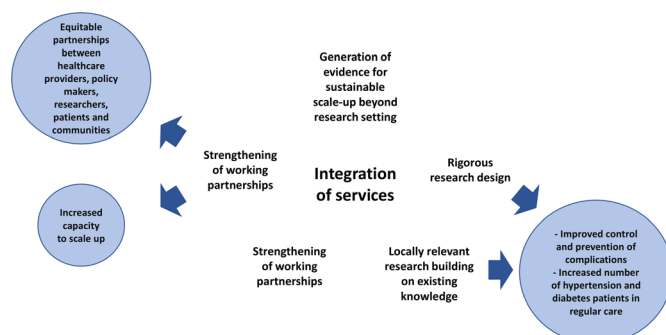 Equitable
partnerships
between
healthcare
providers, policy
makers,
researchers,
patients and
communities
Generation of
evidence for
sustainable
scale-up beyond
research setting
Strengthening
of working
partnerships
Integration
of services
Rigorous
research design
Increased
capacity
to scale up
Strengthening
of working
partnerships
Locally relevant
research building
on existing
knowledge
- Improved control
and prevention of
complications
- Increased number
of hypertension and
diabetes patients in
regular care